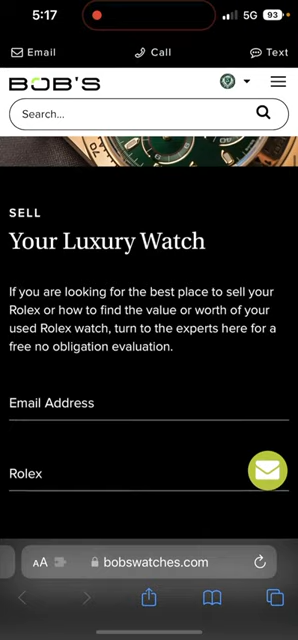 5:17
5G 93
Email Call Text
BOB'S
Search...
SELL
Your Luxury Watch
If you are looking for the best place to sell your
Rolex or how to find the value or worth of your
used Rolex watch, turn to the experts here for a
free no obligation evaluation.
Email Address
Rolex
AA bobswatches.com